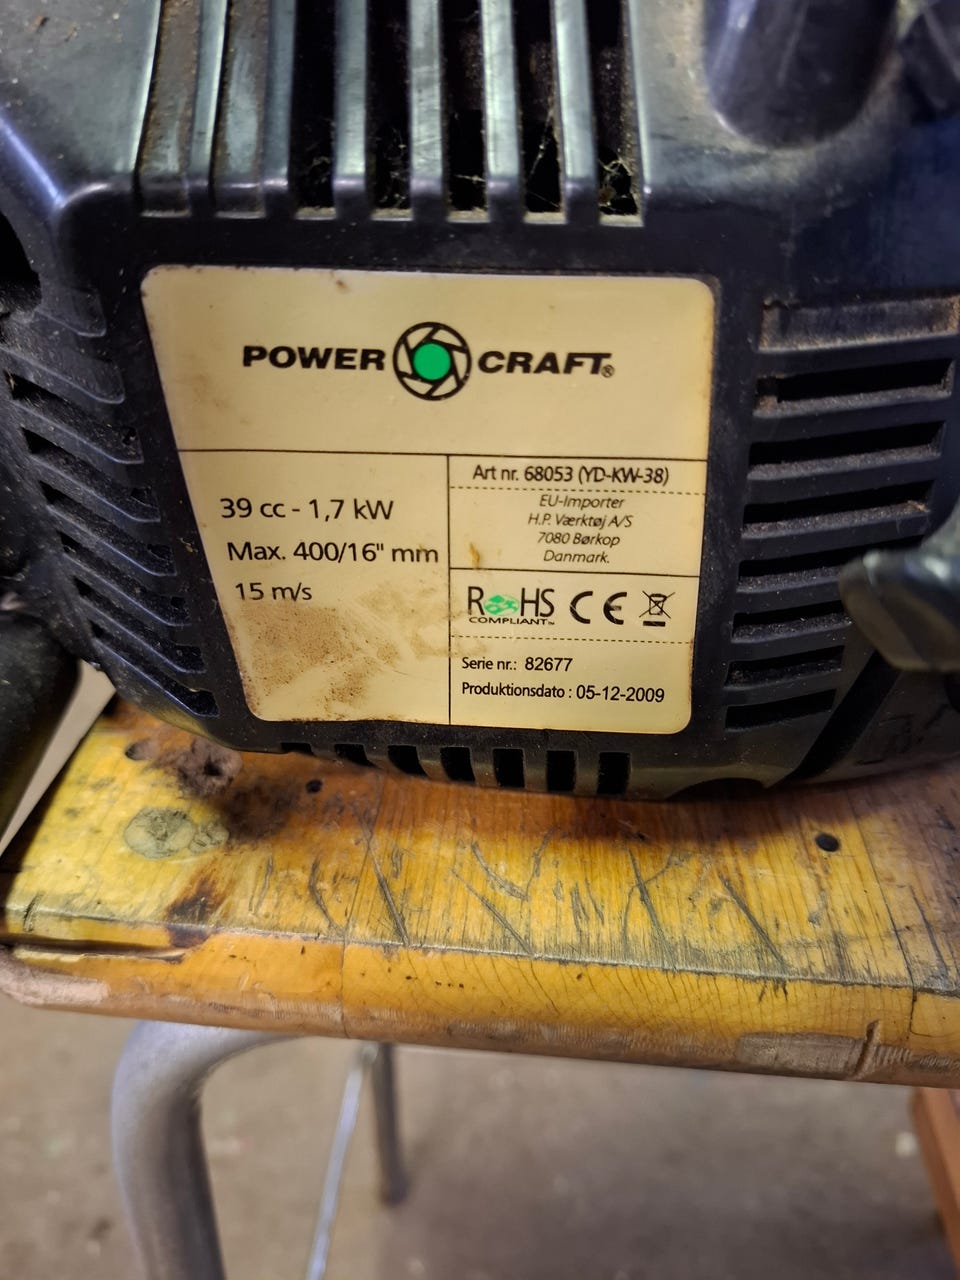 POWER CRAFT®
39 cc - 1,7 kW
Max. 400/16" mm
15 m/s
Art nr. 68053 (YD-KW-38)
EU-Importer
H.P. Værktøj A/S
7080 Børkop
Danmark.
RoHS CE
COMPLIANT™
Serie nr.: 82677
Produktionsdato : 05-12-2009